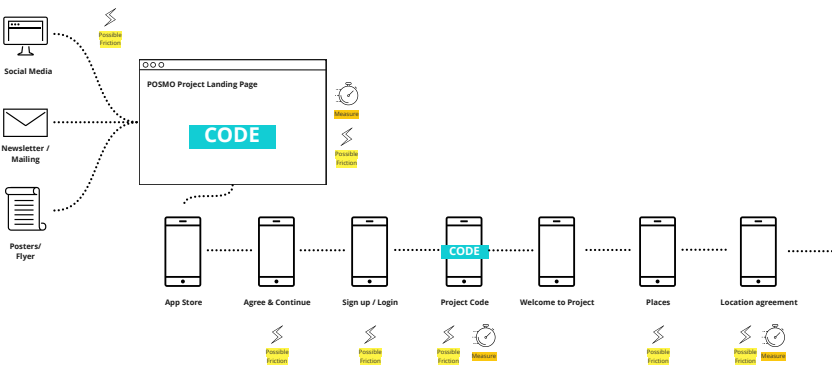 Possible
Friction
Social Media
POSMO Project Landing Page
CODE
Measure
Possible
Friction
Newsletter /
Mailing
Posters/
Flyer
CODE
App Store
Agree & Continue
Sign up / Login
Project Code
Welcome to Project
Places
Location agreement
Possible
Friction
Possible
Friction
Possible
Friction
Measure
Possible
Friction
Possible
Friction
Measure